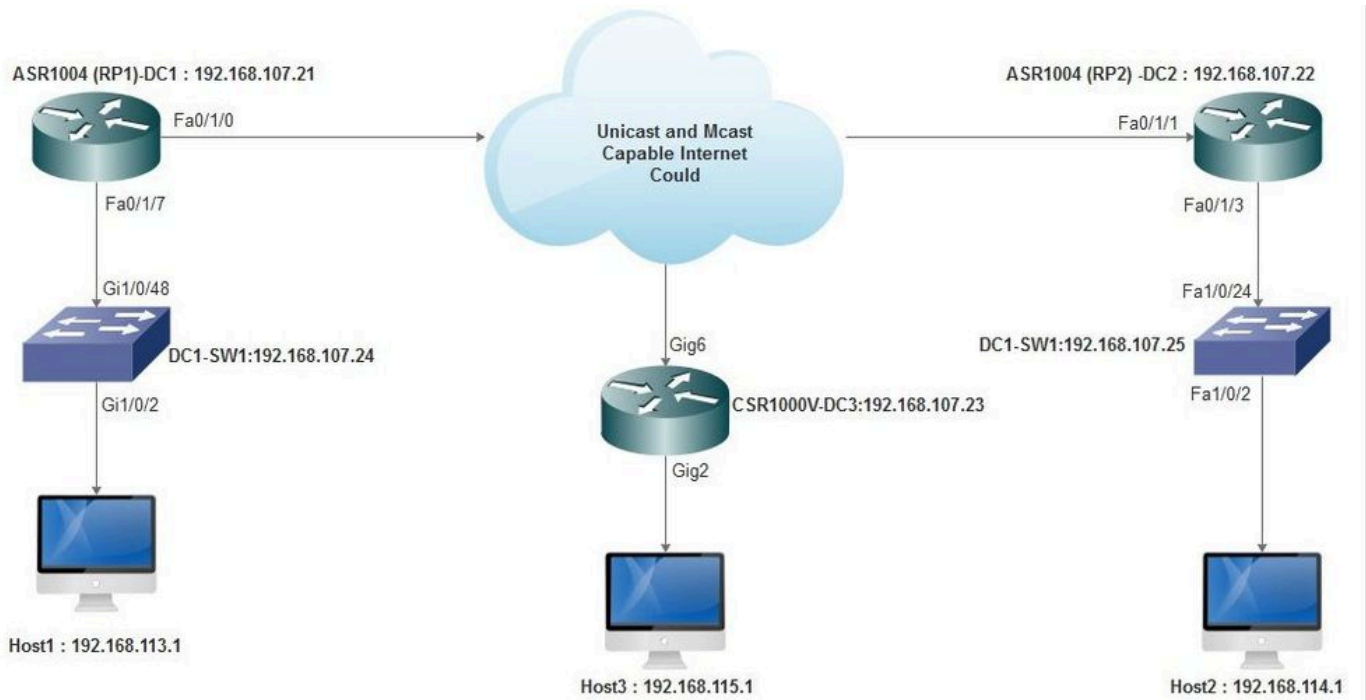 ASR1004 (RP1)-DC1 : 192.168.107.21
ASR1004 (RP2) -DC2 : 192.168.107.22
Fa0/1/0
Unicast and Mcast
Capable Internet
Could
Fa0/1/1
Fa0/1/7
Fa0/1/3
Gi1/0/48
Fa1/0/24
DC1-SW1:192.168.107.24
Gig6
DC1-SW1:192.168.107.25
Gi1/0/2
CSR1000V-DC3:192.168.107.23
Fa1/0/2
Gig2
Host1 : 192.168.113.1
Host3 : 192.168.115.1
Host2 : 192.168.114.1